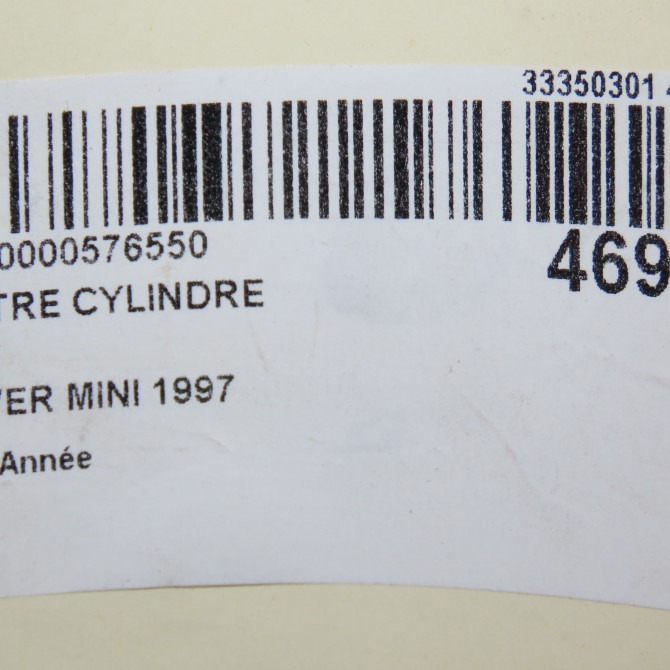 33350301
0000576550
469
TRE CYLINDRE
VER MINI 1997
Année